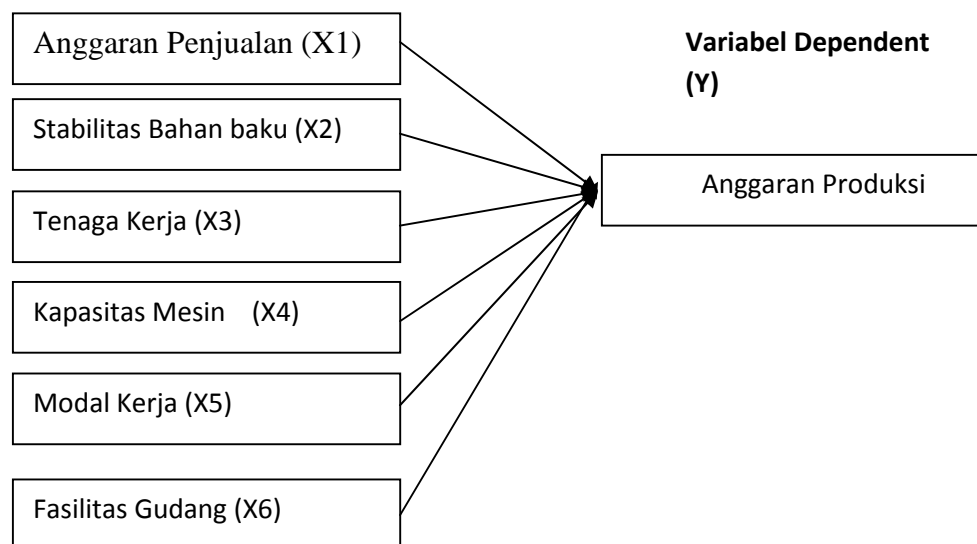 Anggaran Penjualan (X1)
Stabilitas Bahan baku (X2)
Tenaga Kerja (X3)
Kapasitas Mesin (X4)
Modal Kerja (X5)
Fasilitas Gudang (X6)
Variabel Dependent
(Y)
Anggaran Produksi